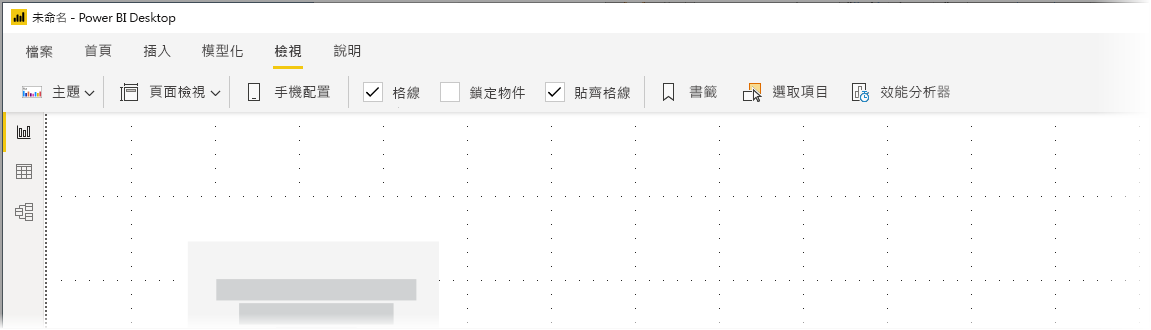 未命名 - Power BI Desktop
檔案 首頁 插入 模型化 檢視 說明
主題 頁面檢視 手機配置 格線 鎖定物件 貼齊格線 書籤 選取項目 效能分析器